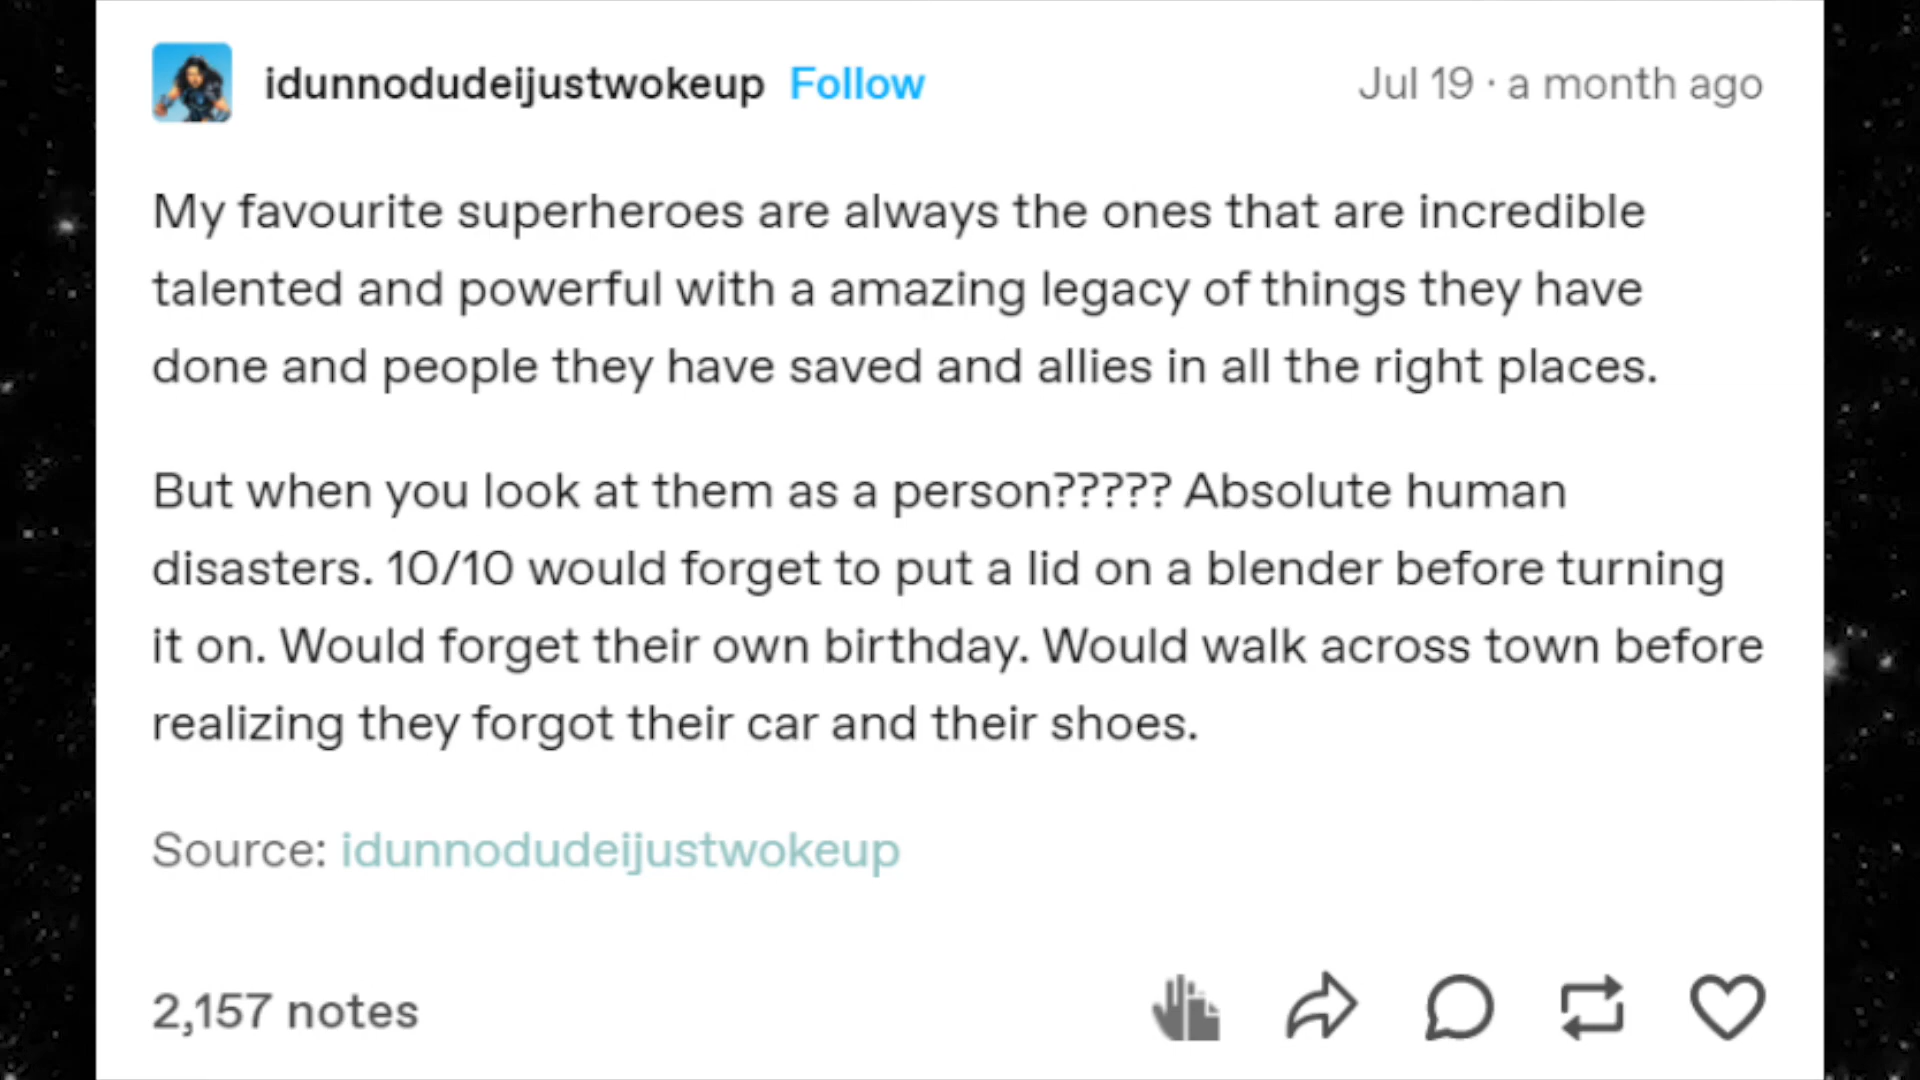 idunnodudeijustwokeup Follow Jul 19 · a month ago
My favourite superheroes are always the ones that are incredible
talented and powerful with a amazing legacy of things they have
done and people they have saved and allies in all the right places.
But when you look at them as a person????? Absolute human
disasters. 10/10 would forget to put a lid on a blender before turning
it on. Would forget their own birthday. Would walk across town before
realizing they forgot their car and their shoes.
Source: idunnodudeijustwokeup
2,157 notes